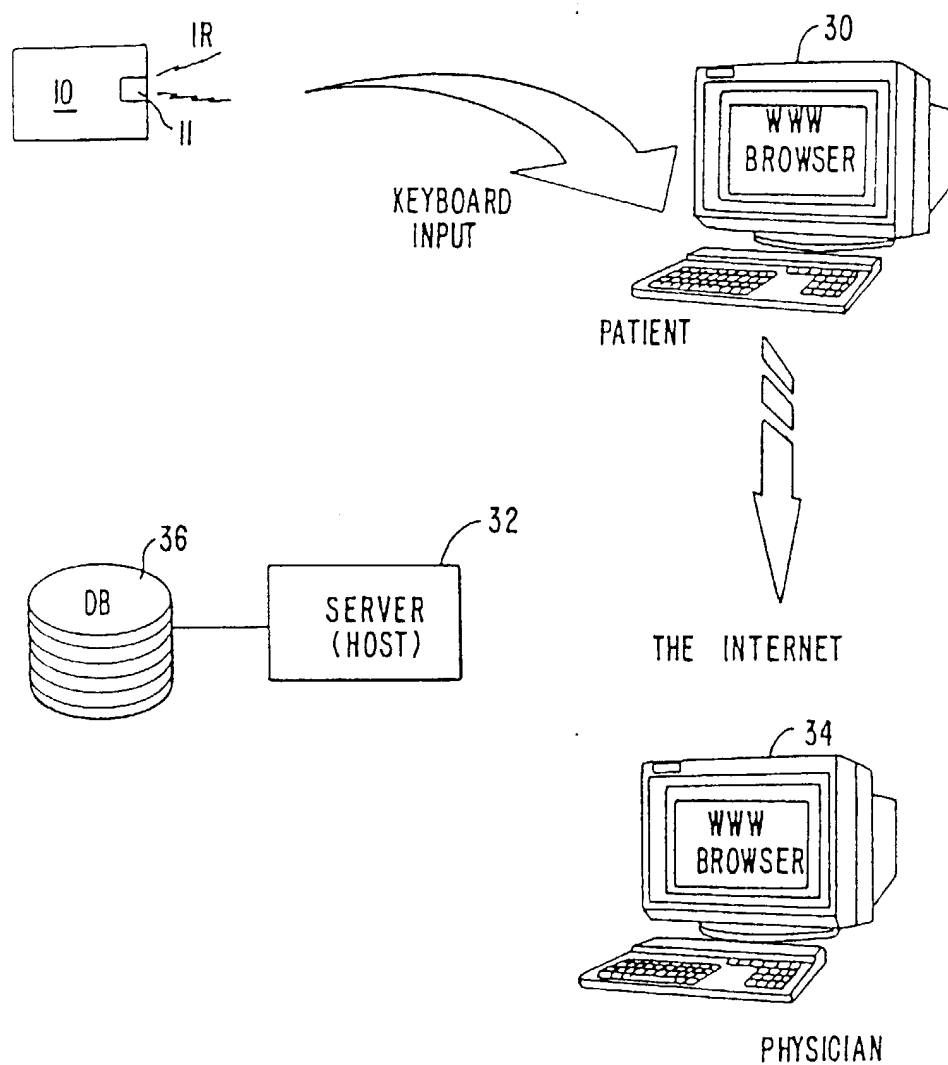 IR
10
11
30
WWW
BROWSER
KEYBOARD
INPUT
PATIENT
36
DB
32
SERVER
(HOST)
THE INTERNET
34
WWW
BROWSER
PHYSICIAN